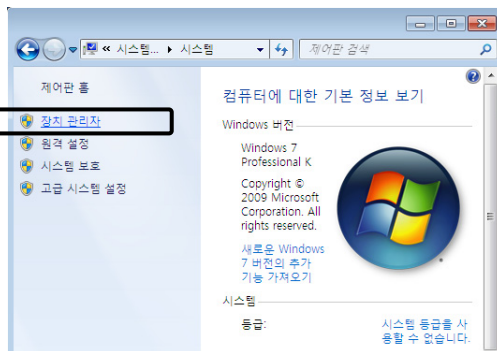 « 시스템... ▸ 시스템
제어판 검색
제어판 홈
장치 관리자
원격 설정
시스템 보호
고급 시스템 설정
컴퓨터에 대한 기본 정보 보기
Windows 버전
Windows 7
Professional K
Copyright ©
2009 Microsoft
Corporation. All
rights reserved.
새로운 Windows
7 버전의 추가
기능 가져오기
시스템
등급:
시스템 등급을 사
용할 수 없습니다.